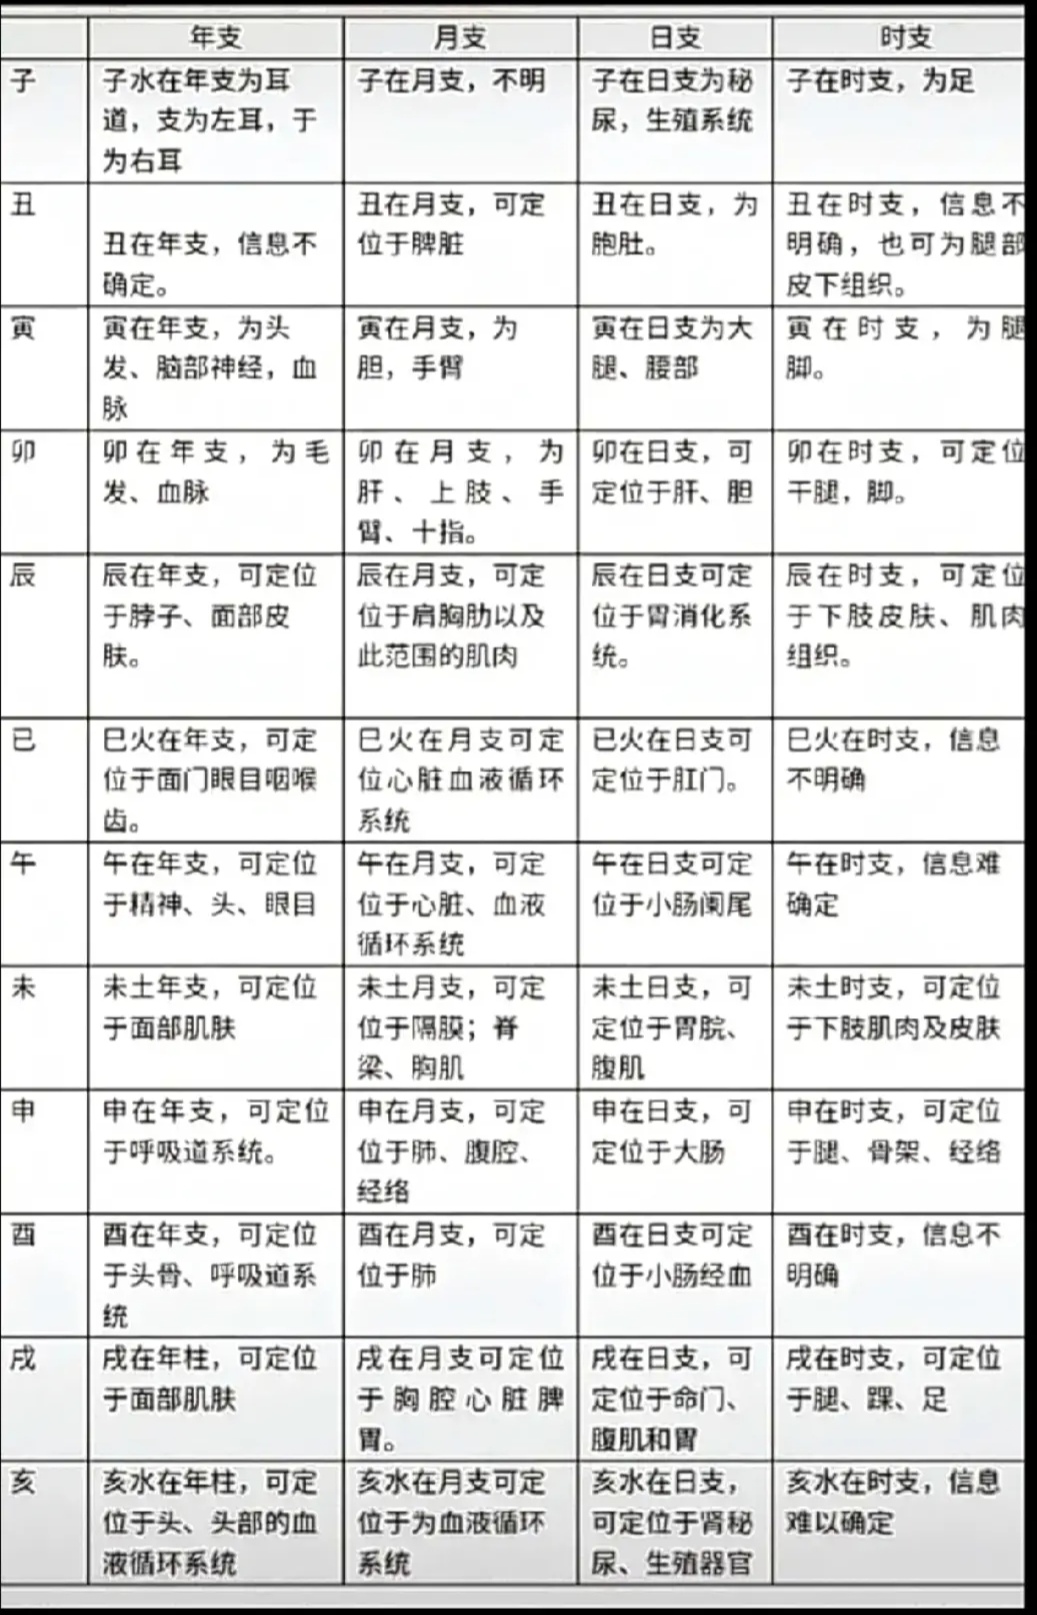 年支 月支 日支 时支
子
子水在年支为耳
道，支为左耳，于
为右耳
子在月支，不明
子在日支为秘
尿，生殖系统
子在时支，为足
丑
丑在年支，信息不
确定。
丑在月支，可定
位于脾脏
丑在日支，为
胞肚。
丑在时支，信息不
明确，也可为腿部
皮下组织。
寅
寅在年支，为头
发、脑部神经，血
脉
寅在月支，为
胆，手臂
寅在日支为大
腿、腰部
寅在时支，为腿
脚。
卯
卯在年支，为毛
发、血脉
卯在月支，为
肝、上肢、手
臂、十指。
卯在日支，可
定位于肝、胆
卯在时支，可定位
干腿，脚。
辰
辰在年支，可定位
于脖子、面部皮
肤。
辰在月支，可定
位于肩胸肋以及
此范围的肌肉
辰在日支可定
位于胃消化系
统。
辰在时支，可定位
于下肢皮肤、肌肉
组织。
已
巳火在年支，可定
位于面门眼目咽喉
齿。
巳火在月支可定
位心脏血液循环
系统
已火在日支可
定位于肛门。
巳火在时支，信息
不明确
午
午在年支，可定位
于精神、头、眼目
午在月支，可定
位于心脏、血液
循环系统
午在日支可定
位于小肠阑尾
午在时支，信息难
确定
未
未土年支，可定位
于面部肌肤
未土月支，可定
位于隔膜；脊
梁、胸肌
未土日支，可
定位于胃脘、
腹肌
未土时支，可定位
于下肢肌肉及皮肤
申
申在年支，可定位
于呼吸道系统。
申在月支，可定
位于肺、腹腔、
经络
申在日支，可
定位于大肠
申在时支，可定位
于腿、骨架、经络
酉
酉在年支，可定位
于头骨、呼吸道系
统
酉在月支，可定
位于肺
酉在日支可定
位于小肠经血
酉在时支，信息不
明确
戌
戌在年柱，可定位
于面部肌肤
戌在月支可定位
于胸腔心脏脾
胃。
戌在日支，可
定位于命门、
腹肌和胃
戌在时支，可定位
于腿、踝、足
亥
亥水在年柱，可定
位于头、头部的血
液循环系统
亥水在月支可定
位于为血液循环
系统
亥水在日支，
可定位于肾秘
尿、生殖器官
亥水在时支，信息
难以确定